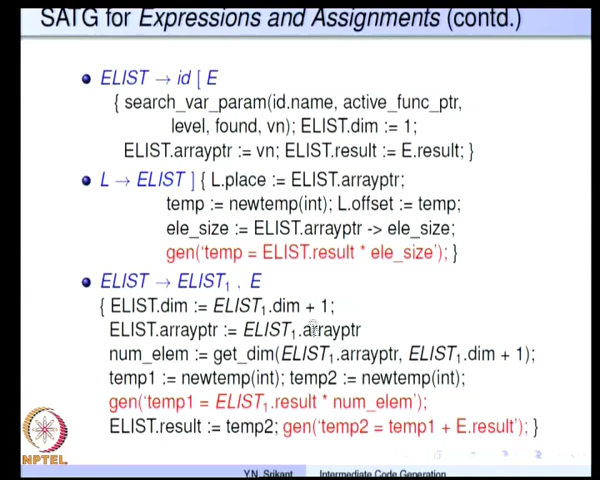 SATG for Expressions and Assignments (contd.)
ELIST → id [ E
{ search_var_param(id.name, active_func_ptr,
level, found, vn); ELIST.dim := 1;
ELIST.arrayptr := vn; ELIST.result := E.result; }
L → ELIST ] { L.place := ELIST.arrayptr;
temp := newtemp(int); L.offset := temp;
ele_size := ELIST.arrayptr -> ele_size;
gen('temp = ELIST.result * ele_size'); }
ELIST → ELIST₁ , E
{ ELIST.dim := ELIST₁.dim + 1;
ELIST.arrayptr := ELIST₁.arrayptr
num_elem := get_dim(ELIST₁.arrayptr, ELIST₁.dim + 1);
temp1 := newtemp(int); temp2 := newtemp(int);
gen('temp1 = ELIST₁.result * num_elem');
ELIST.result := temp2; gen('temp2 = temp1 + E.result'); }
NPTEL
Y.N. Srikant Intermediate Code Generation